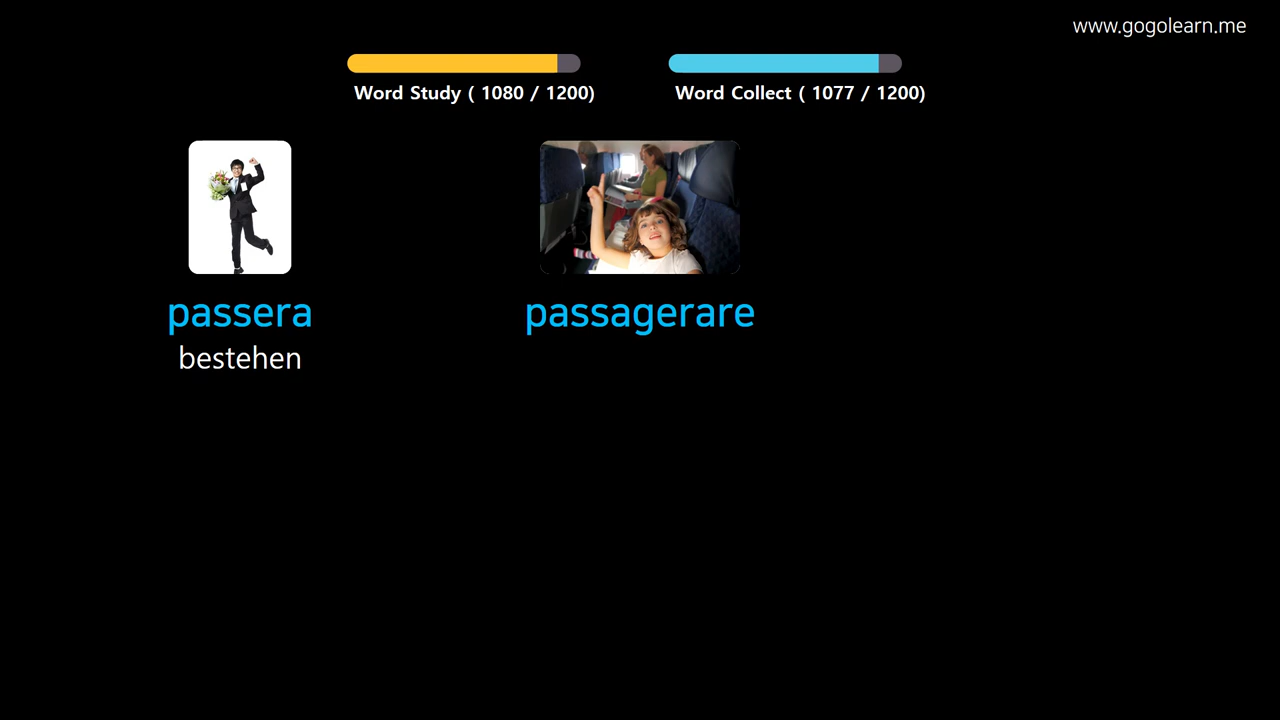 www.gogolearn.me
Word Study ( 1080 / 1200)
Word Collect ( 1077 / 1200)
passera
passagerare
bestehen